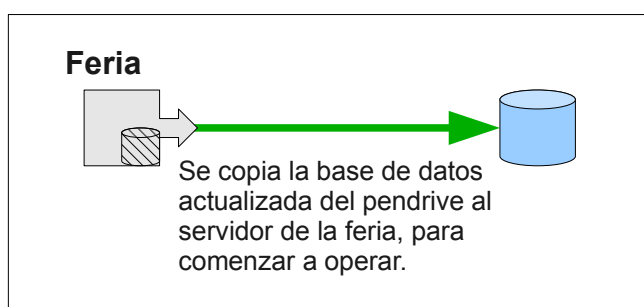 Feria
Se copia la base de datos
actualizada del pendrive al
servidor de la feria, para
comenzar a operar.